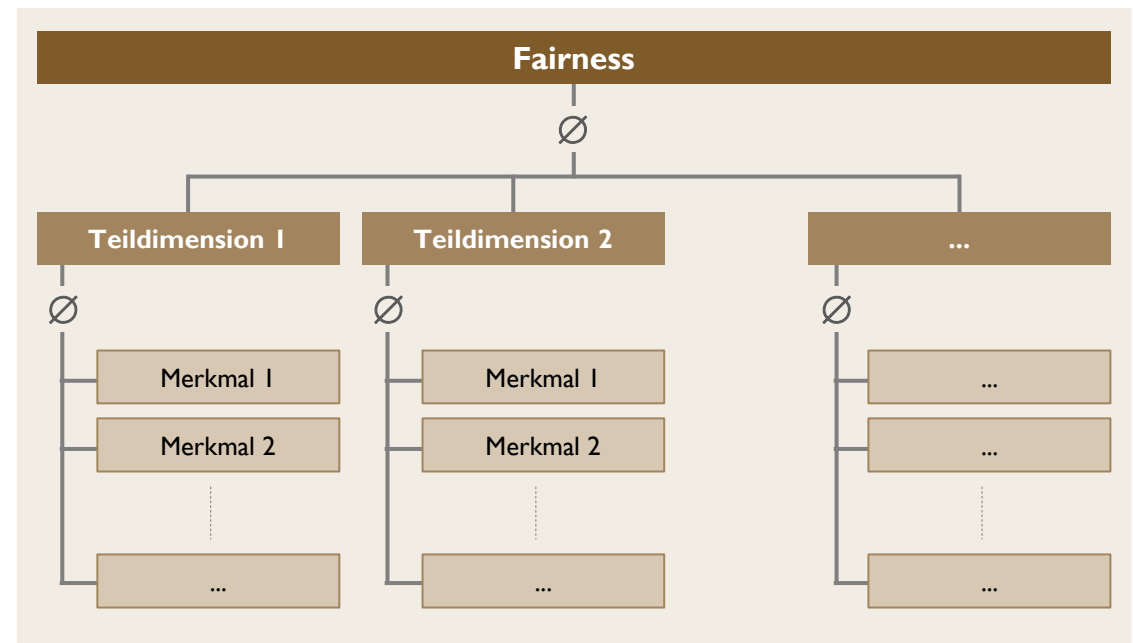 Fairness
Ø
Teildimension 1
Teildimension 2
...
Ø
Ø
Ø
Merkmal 1
Merkmal 1
...
Merkmal 2
Merkmal 2
...
...
...
...